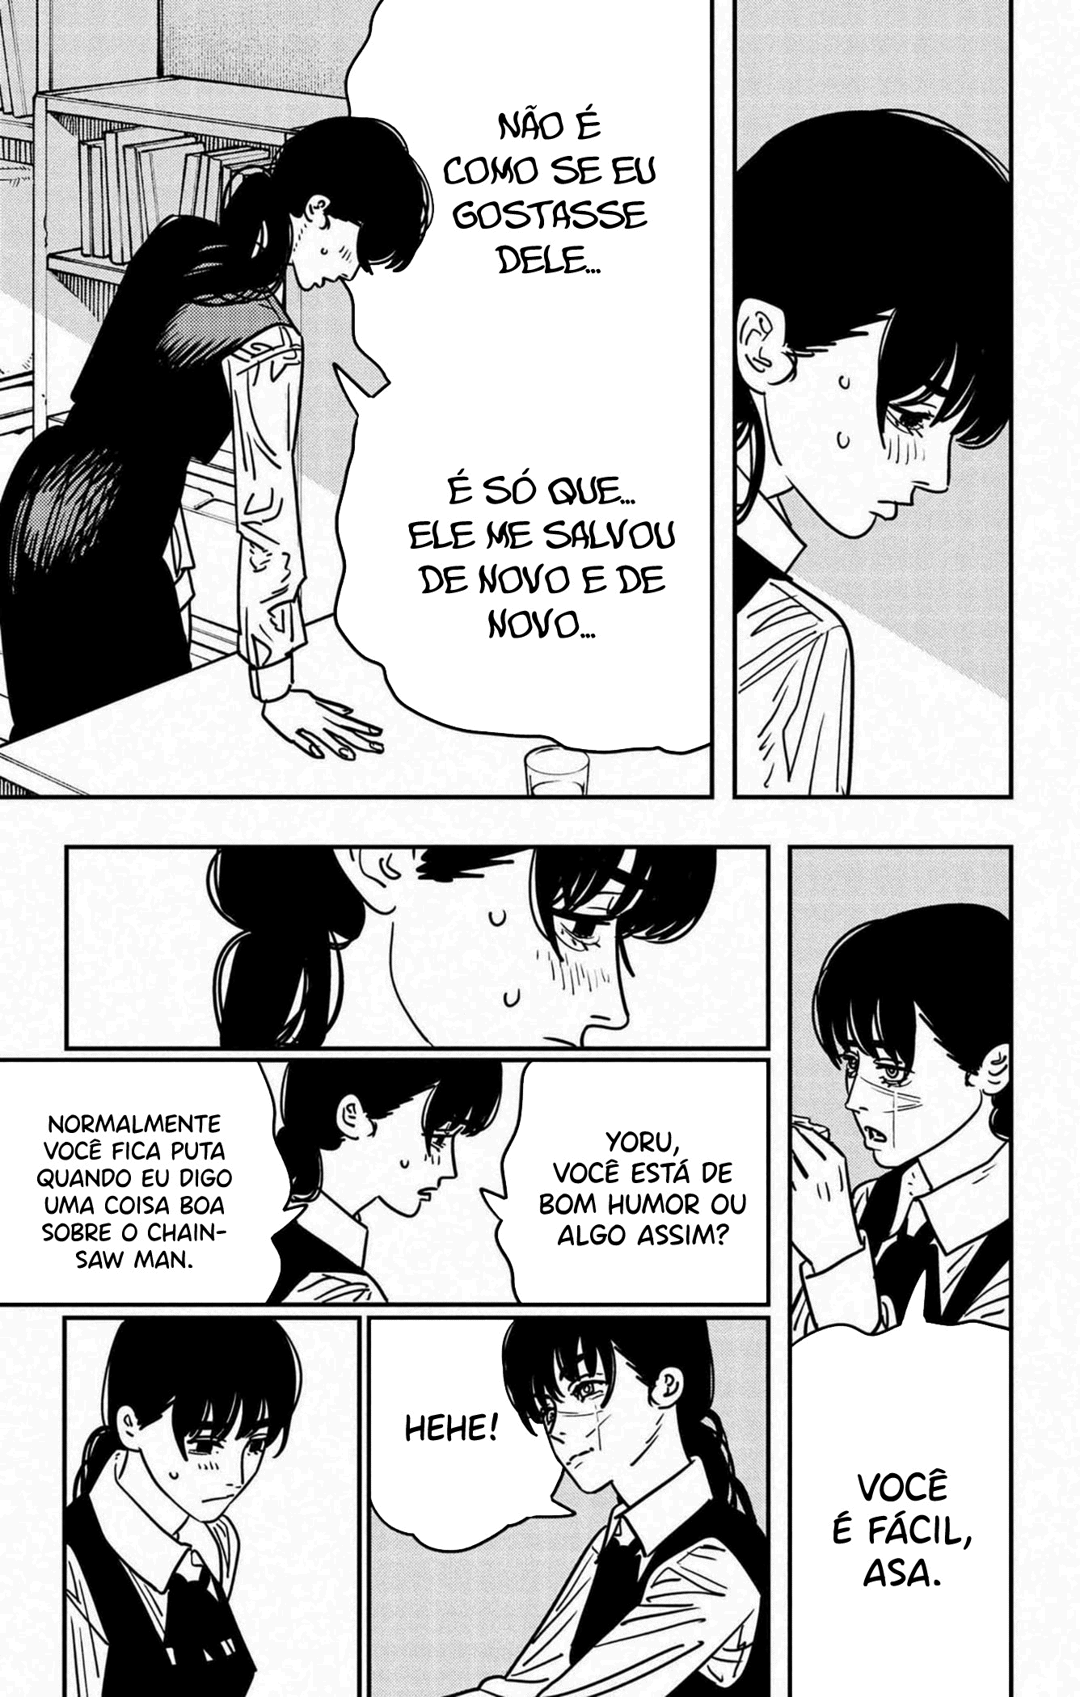 NÃO É
COMO SE EU
GOSTASSE
DELE...
É SÓ QUE...
ELE ME SALVOU
DE NOVO E DE
NOVO...
VOCÊ
É FÁCIL,
ASA.
YORU,
VOCÊ ESTÁ DE
BOM HUMOR OU
ALGO ASSIM?
NORMALMENTE
VOCÊ FICA PUTA
QUANDO EU DIGO
UMA COISA BOA
SOBRE O CHAIN-
SAW MAN.
HEHE!